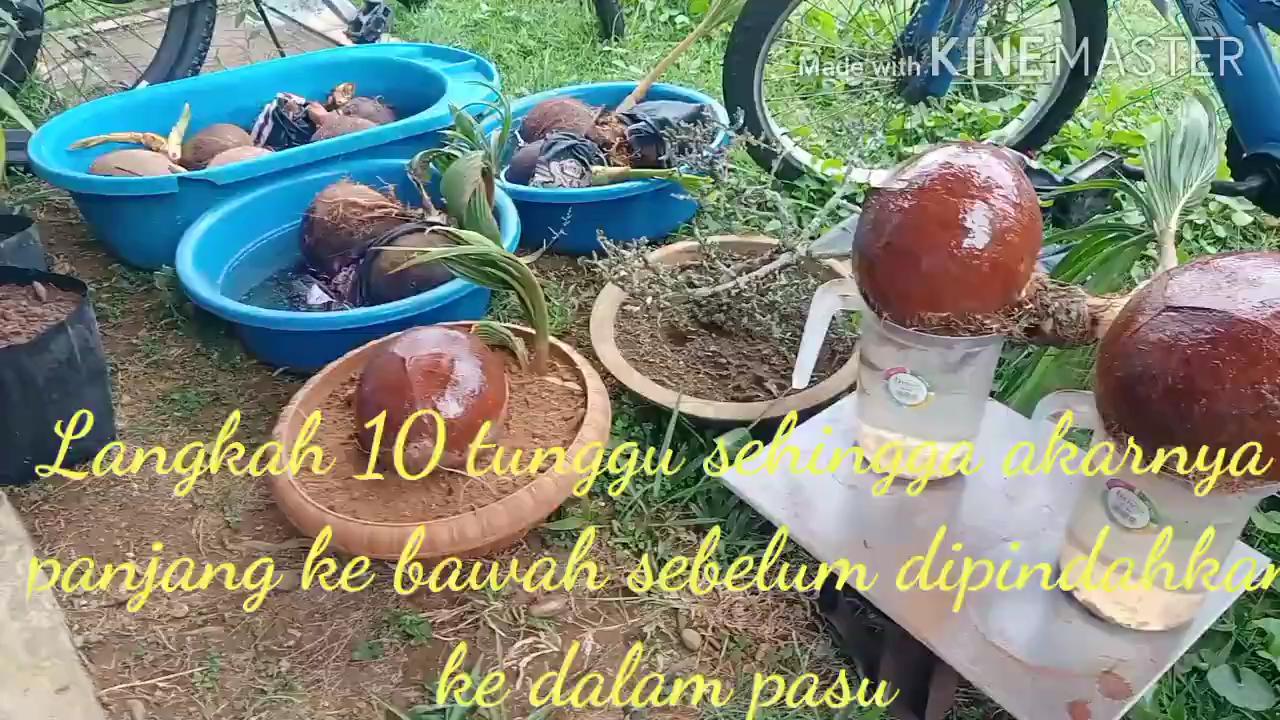 Made with KINEMASTER
Langkah 10 tunggu sehingga akarnya
panjang ke bawah sebelum dipindahkan
ke dalam pasu